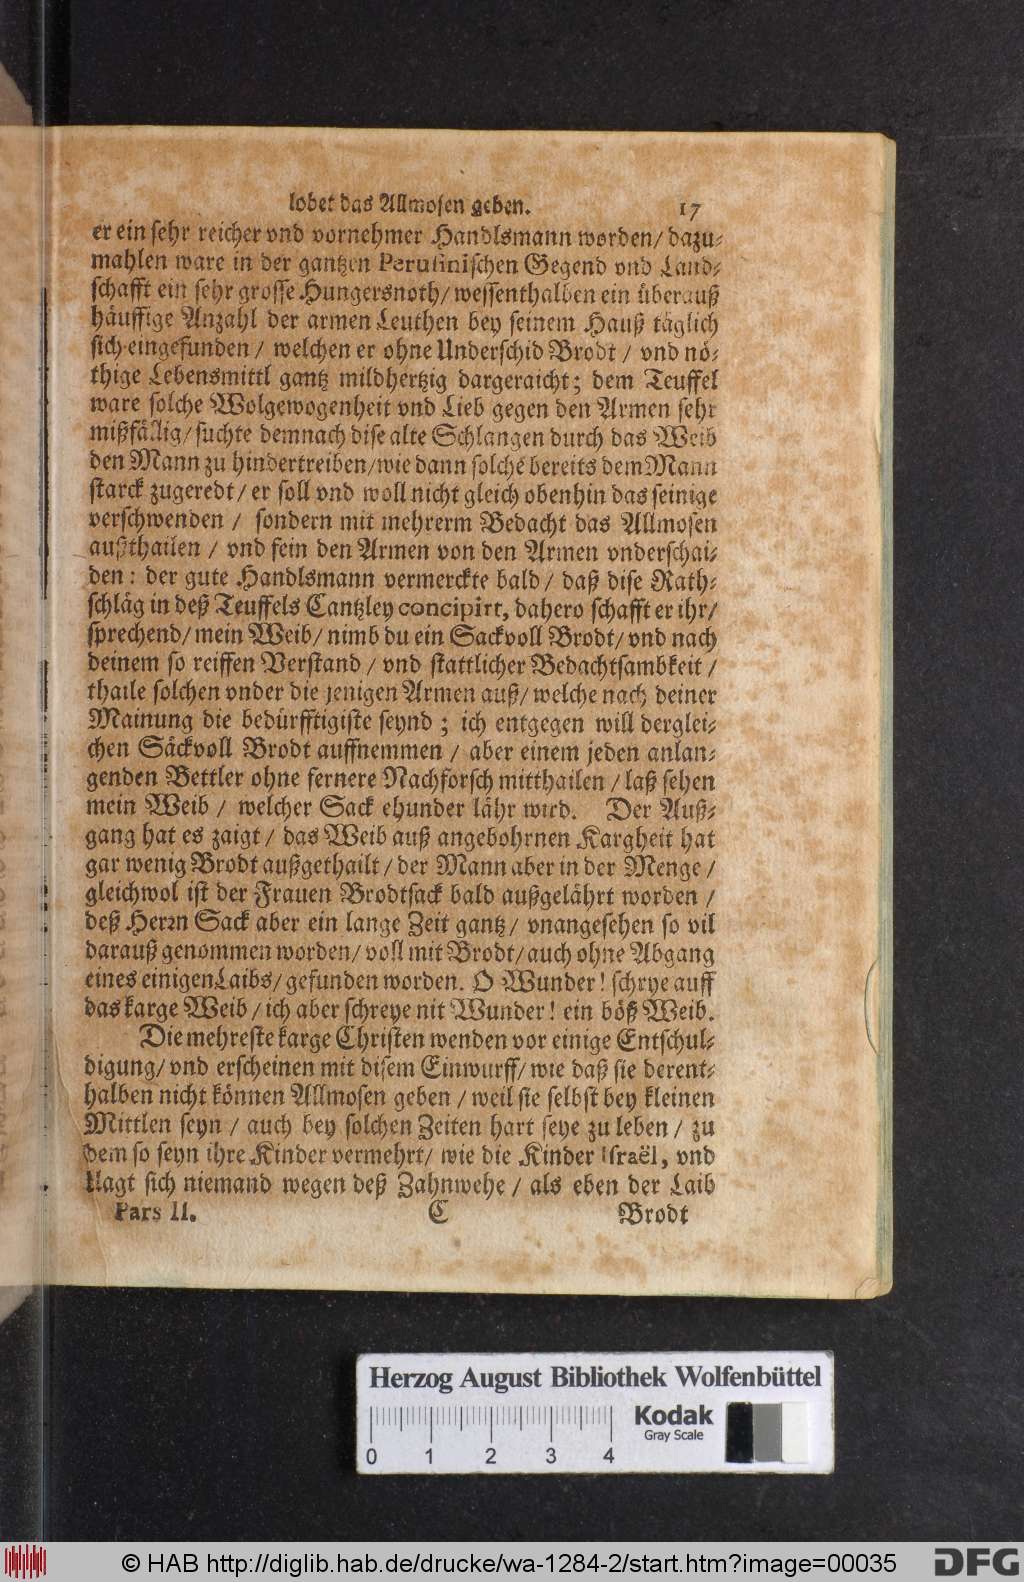 lobet das Allmosen geben. 17
er ein sehr reicher vnd vornehmer Handlsmann worden / dazu-
mahlen ware in der gantzen Perusinischen Gegend vnd Land-
schafft ein sehr grosse Hungersnoth / wessenthalben ein überauß
häuffige Anzahl der armen Leuthen bey seinem Hauß täglich
sich eingefunden / welchen er ohne Underschid Brodt / vnd nö-
thige Lebensmittl gantz mildhertzig dargeraicht; dem Teuffel
ware solche Wolgewogenheit vnd Lieb gegen den Armen sehr
mißfällig / suchte demnach dise alte Schlangen durch das Weib
den Mann zu hindertreiben / wie dann solche bereits dem Mann
starck zugeredt / er soll vnd woll nicht gleich obenhin das seinige
verschwenden / sondern mit mehrerm Bedacht das Allmosen
außthailen / vnd fein den Armen von den Armen vnderschai-
den: der gute Handlsmann vermerckte bald / daß dise Rath-
schläg in deß Teuffels Cantzley concipirt, dahero schafft er ihr /
sprechend / mein Weib / nimb du ein Sackvoll Brodt / vnd nach
deinem so reiffen Verstand / vnd stattlicher Bedachtsambkeit /
thaile solchen vnder die jenigen Armen auß / welche nach deiner
Mainung die bedürfftigiste seynd; ich entgegen will derglei-
chen Säckvoll Brodt auffnemmen / aber einem jeden anlan-
genden Bettler ohne fernere Nachforsch mitthailen / laß sehen
mein Weib / welcher Sack ehunder lähr wird. Der Auß-
gang hat es zaigt / das Weib auß angebohrnen Kargheit hat
gar wenig Brodt außgethailt / der Mann aber in der Menge /
gleichwol ist der Frauen Brodtsack bald außgelährt worden /
deß Herrn Sack aber ein lange Zeit gantz / vnangesehen so vil
darauß genommen worden / voll mit Brodt / auch ohne Abgang
eines einigen Laibs / gefunden worden. O Wunder! schrye auff
das karge Weib / ich aber schreye nit Wunder! ein böß Weib.
Die mehreste karge Christen wenden vor einige Entschul-
digung / vnd erscheinen mit disem Einwurff / wie daß sie derent-
halben nicht können Allmosen geben / weil sie selbst bey kleinen
Mittlen seyn / auch bey solchen Zeiten hart seye zu leben / zu
dem so seyn ihre Kinder vermehrt / wie die Kinder Israël, vnd
klagt sich niemand wegen deß Zahnwehe / als eben der Laib
Pars II. C Brodt
Herzog August Bibliothek Wolfenbüttel
Kodak
Gray Scale
0 1 2 3 4
© HAB http://diglib.hab.de/drucke/wa-1284-2/start.htm?image=00035 DFG